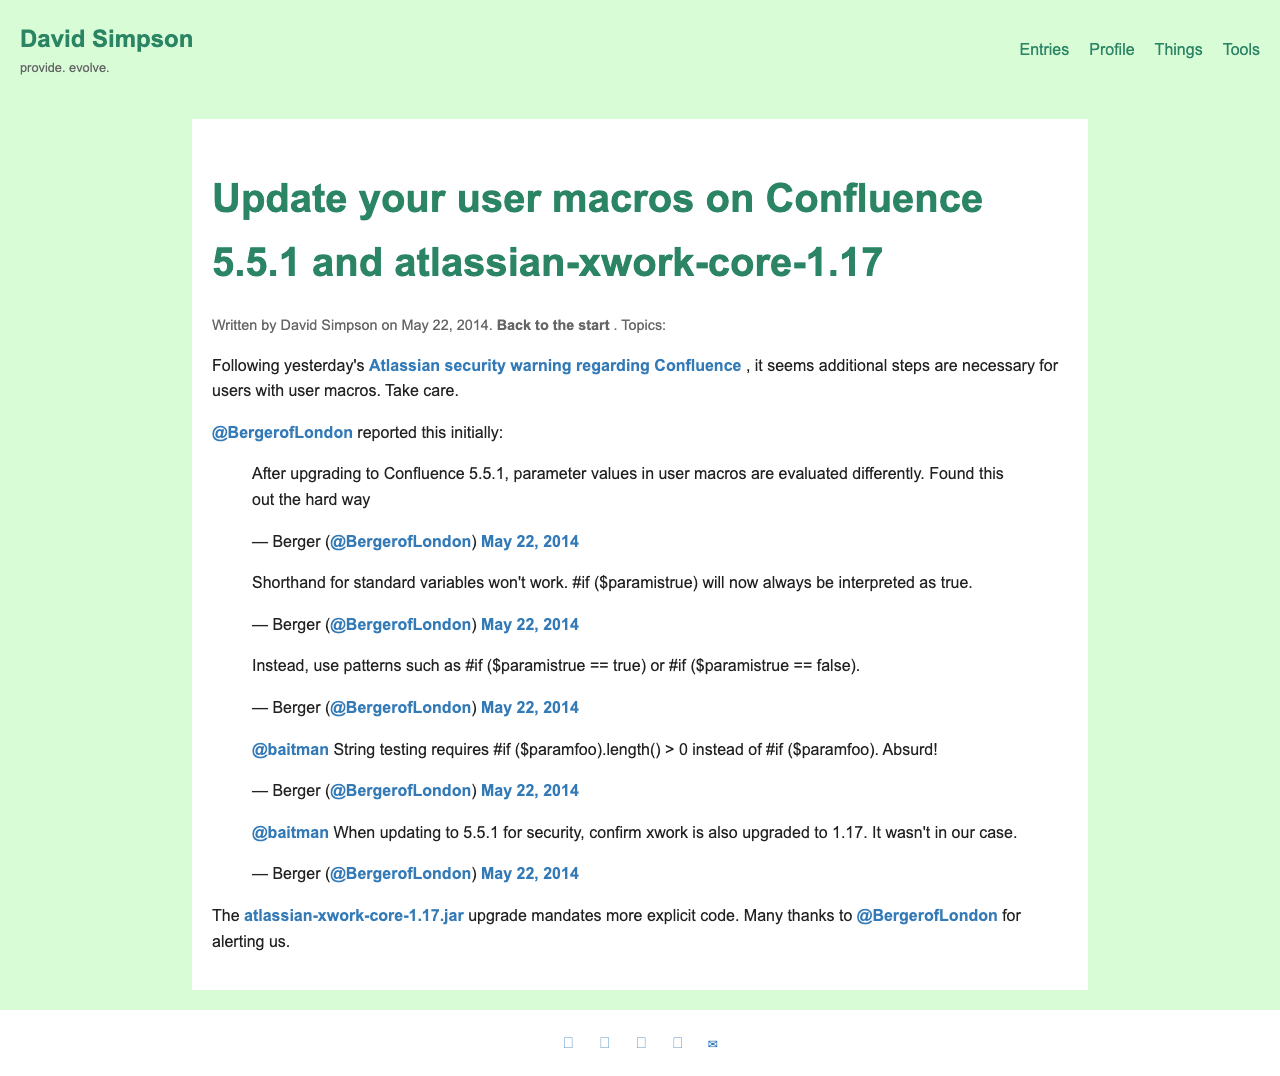 David Simpson
provide. evolve.
Entries Profile Things Tools
Update your user macros on Confluence
5.5.1 and atlassian-xwork-core-1.17
Written by David Simpson on May 22, 2014. Back to the start . Topics:
Following yesterday's Atlassian security warning regarding Confluence , it seems additional steps are necessary for
users with user macros. Take care.
@BergerofLondon reported this initially:
After upgrading to Confluence 5.5.1, parameter values in user macros are evaluated differently. Found this
out the hard way
— Berger (@BergerofLondon) May 22, 2014
Shorthand for standard variables won't work. #if ($paramistrue) will now always be interpreted as true.
— Berger (@BergerofLondon) May 22, 2014
Instead, use patterns such as #if ($paramistrue == true) or #if ($paramistrue == false).
— Berger (@BergerofLondon) May 22, 2014
@baitman String testing requires #if ($paramfoo).length() > 0 instead of #if ($paramfoo). Absurd!
— Berger (@BergerofLondon) May 22, 2014
@baitman When updating to 5.5.1 for security, confirm xwork is also upgraded to 1.17. It wasn't in our case.
— Berger (@BergerofLondon) May 22, 2014
The atlassian-xwork-core-1.17.jar upgrade mandates more explicit code. Many thanks to @BergerofLondon for
alerting us.